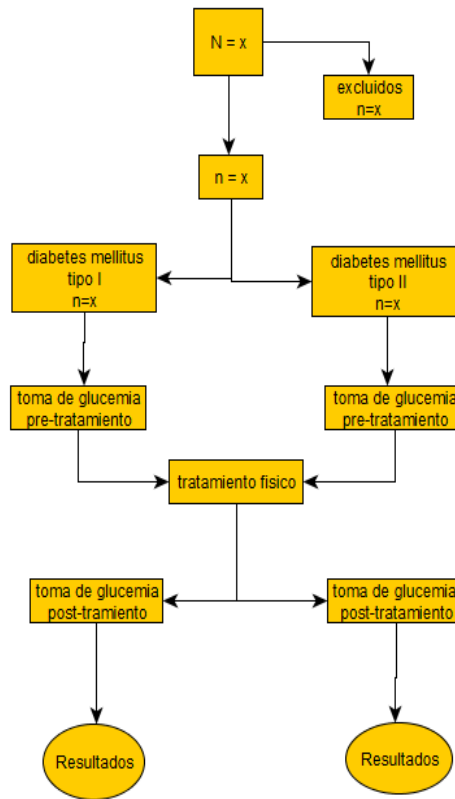 N = x
excluidos
n=x
n = x
diabetes mellitus
tipo I
n=x
diabetes mellitus
tipo II
n=x
toma de glucemia
pre-tratamiento
toma de glucemia
pre-tratamiento
tratamiento fisico
toma de glucemia
post-tramiento
toma de glucemia
post-tratamiento
Resultados
Resultados